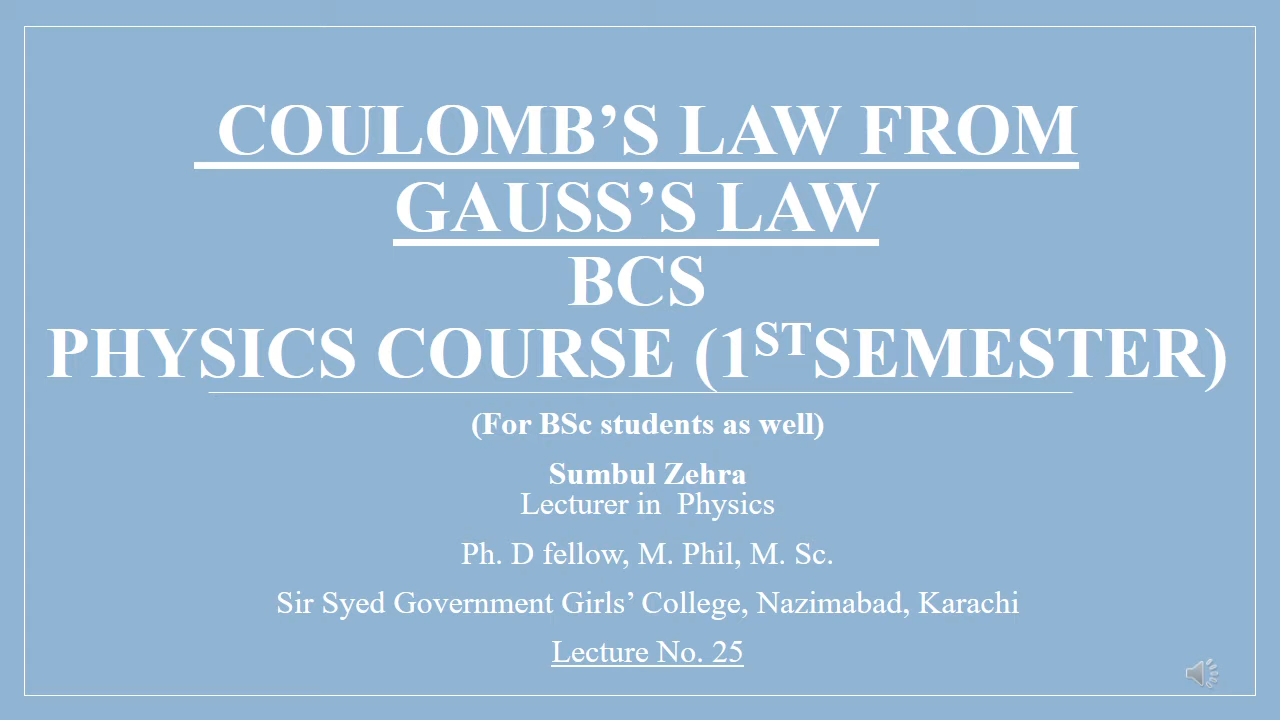 COULOMB’S LAW FROM
GAUSS’S LAW
BCS
PHYSICS COURSE (1STSEMESTER)
(For BSc students as well)
Sumbul Zehra
Lecturer in  Physics
Ph. D fellow, M. Phil, M. Sc.
Sir Syed Government Girls’ College, Nazimabad, Karachi
Lecture No. 25